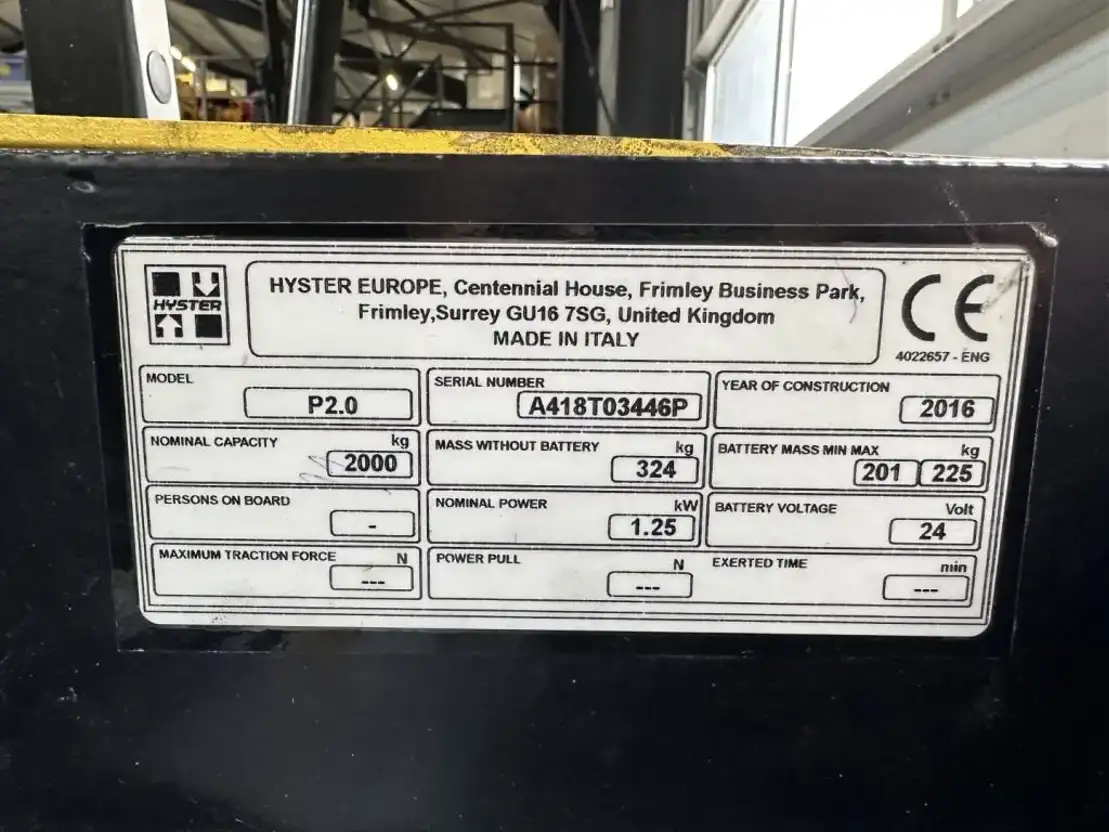 HYSTER
HYSTER EUROPE, Centennial House, Frimley Business Park,
Frimley,Surrey GU16 7SG, United Kingdom
MADE IN ITALY
CE
4022657 - ENG
MODEL
P2.0
SERIAL NUMBER
A418T03446P
YEAR OF CONSTRUCTION
2016
NOMINAL CAPACITY kg
2000
MASS WITHOUT BATTERY kg
324
BATTERY MASS MIN MAX kg
201 225
PERSONS ON BOARD
-
NOMINAL POWER kW
1.25
BATTERY VOLTAGE Volt
24
MAXIMUM TRACTION FORCE N
---
POWER PULL N
---
EXERTED TIME min
---